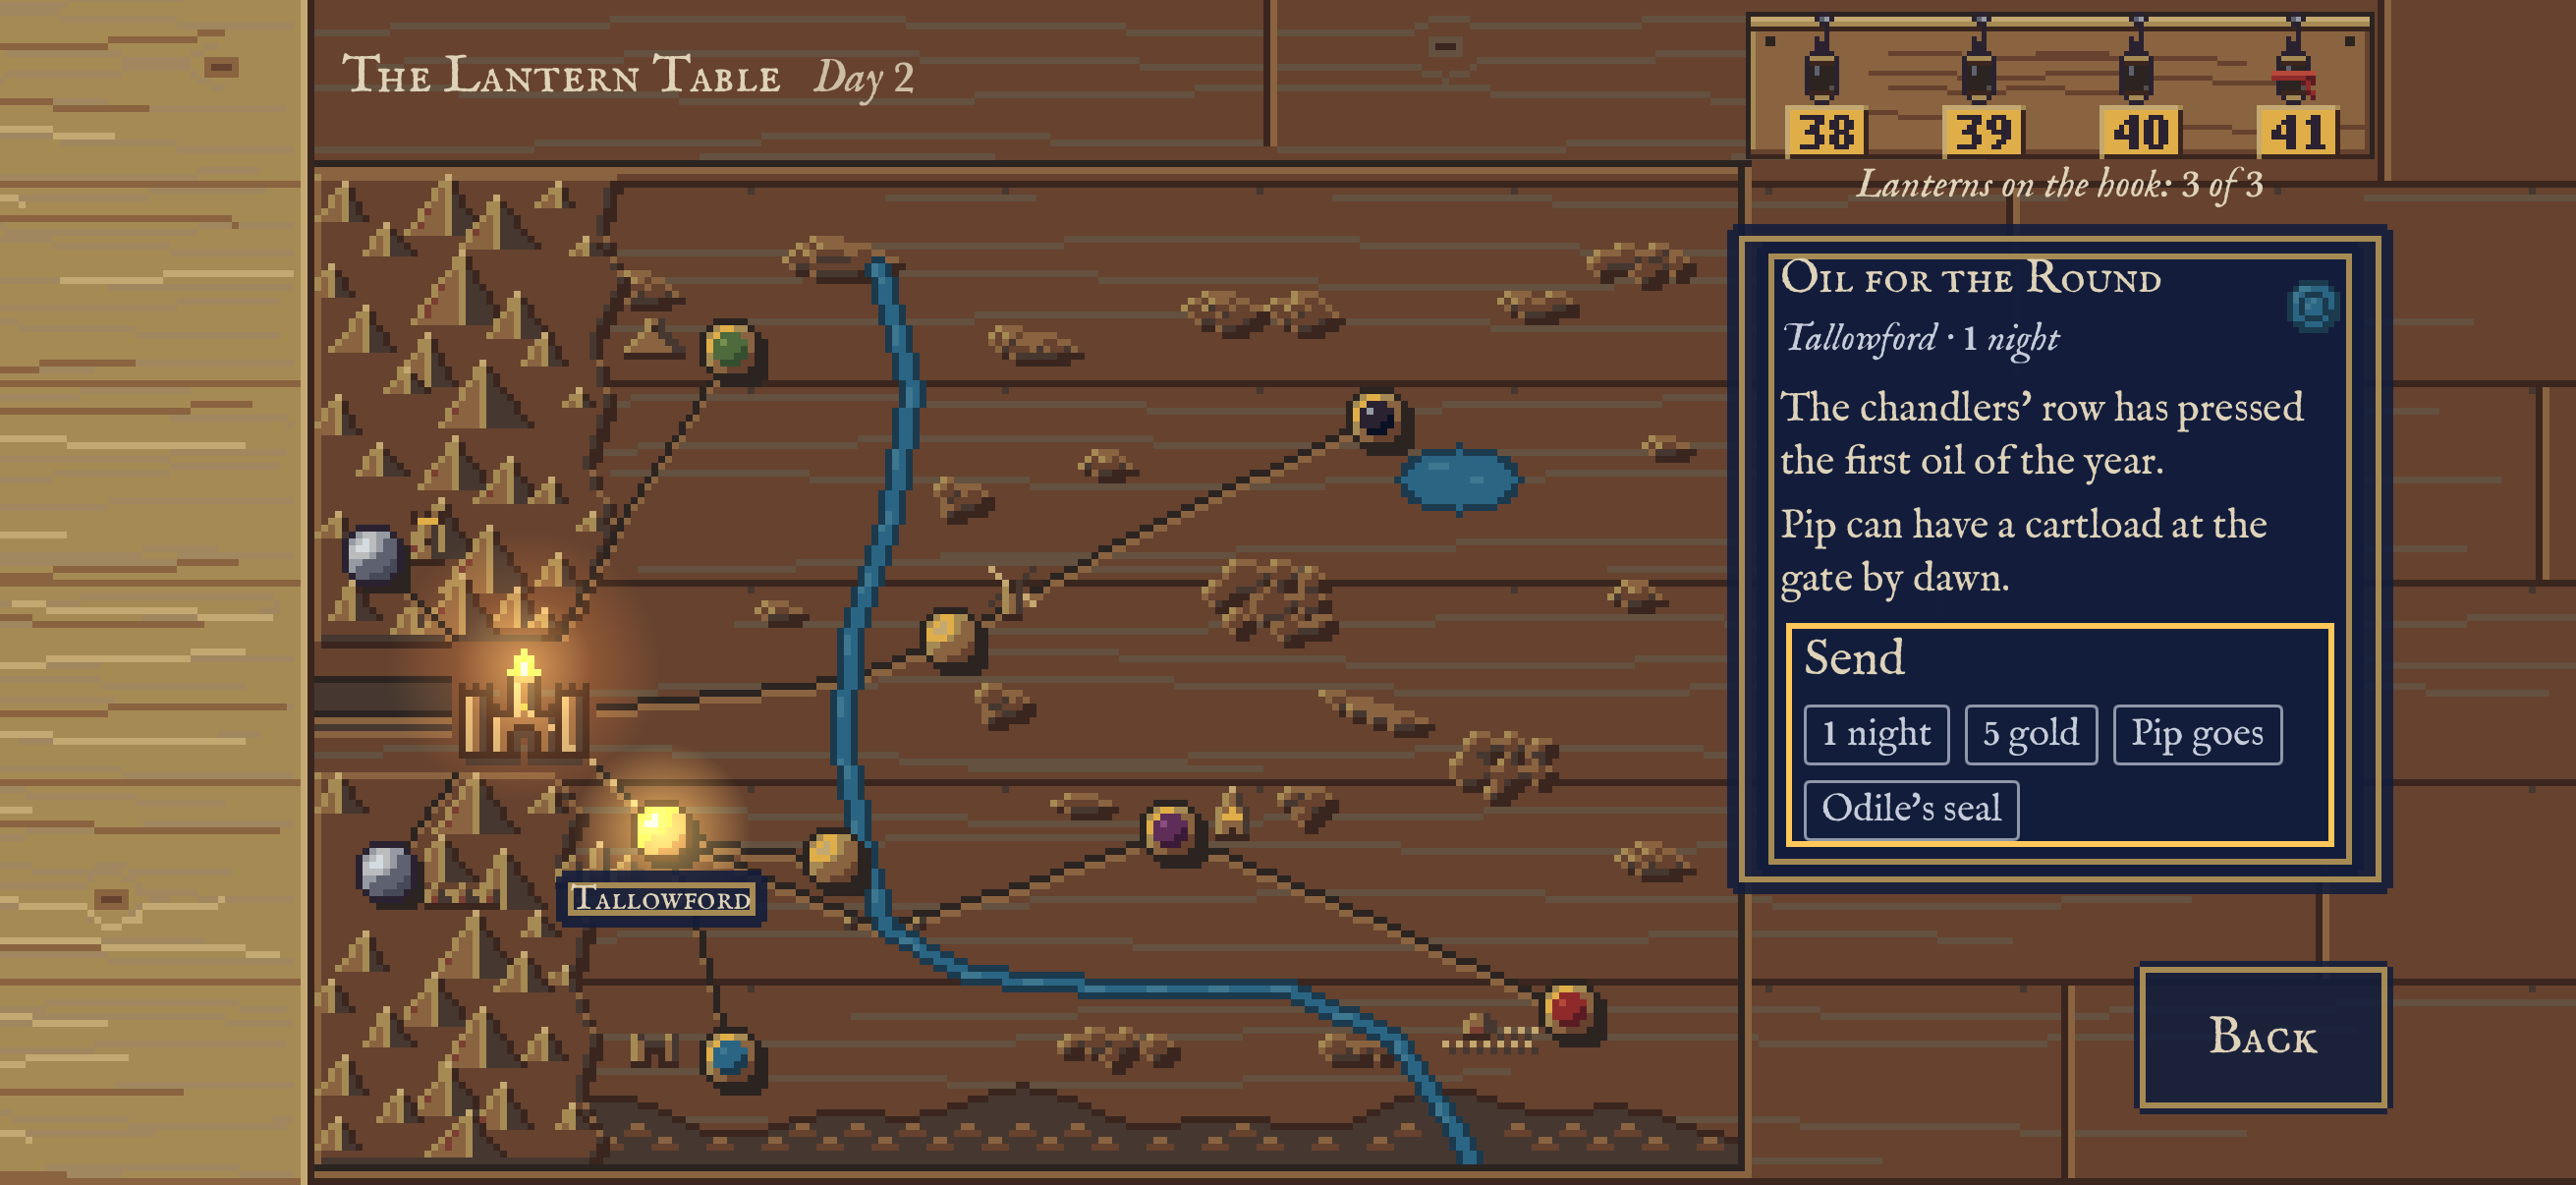 The Lantern Table Day 2
38 39 40 41
Lanterns on the hook: 3 of 3
Oil for the Round
Tallowford · 1 night
The chandlers’ row has pressed
the first oil of the year.
Pip can have a cartload at the
gate by dawn.
Send
1 night 5 gold Pip goes
Odile’s seal
Tallowford
Back